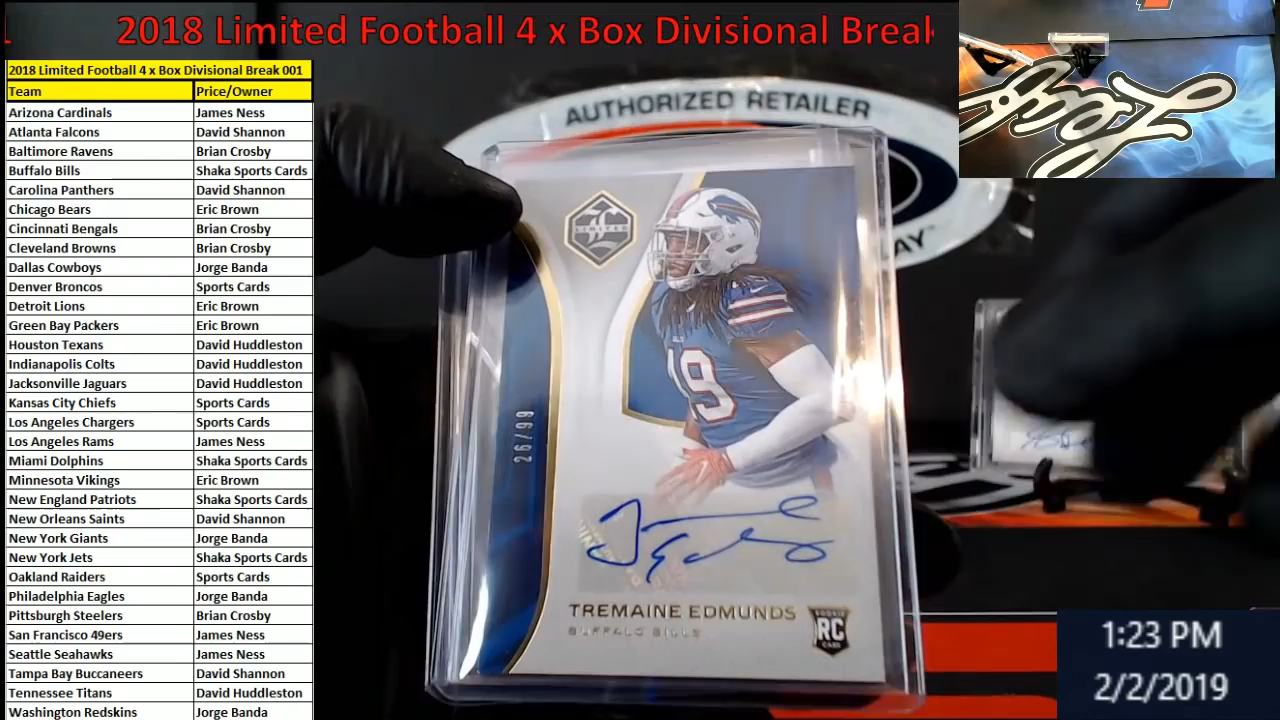 2018 Limited Football 4 x Box Divisional Break
2018 Limited Football 4 x Box Divisional Break 001
Team Price/Owner
Arizona Cardinals James Ness
Atlanta Falcons David Shannon
Baltimore Ravens Brian Crosby
Buffalo Bills Shaka Sports Cards
Carolina Panthers David Shannon
Chicago Bears Eric Brown
Cincinnati Bengals Brian Crosby
Cleveland Browns Brian Crosby
Dallas Cowboys Jorge Banda
Denver Broncos Sports Cards
Detroit Lions Eric Brown
Green Bay Packers Eric Brown
Houston Texans David Huddleston
Indianapolis Colts David Huddleston
Jacksonville Jaguars David Huddleston
Kansas City Chiefs Sports Cards
Los Angeles Chargers Sports Cards
Los Angeles Rams James Ness
Miami Dolphins Shaka Sports Cards
Minnesota Vikings Eric Brown
New England Patriots Shaka Sports Cards
New Orleans Saints David Shannon
New York Giants Jorge Banda
New York Jets Shaka Sports Cards
Oakland Raiders Sports Cards
Philadelphia Eagles Jorge Banda
Pittsburgh Steelers Brian Crosby
San Francisco 49ers James Ness
Seattle Seahawks James Ness
Tampa Bay Buccaneers David Shannon
Tennessee Titans David Huddleston
Washington Redskins Jorge Banda
AUTHORIZED RETAILER
LIMITED
19
26/99
TREMAINE EDMUNDS
BUFFALO BILLS
ROOKIE
RC
CARD
Leaf
1:23 PM
2/2/2019